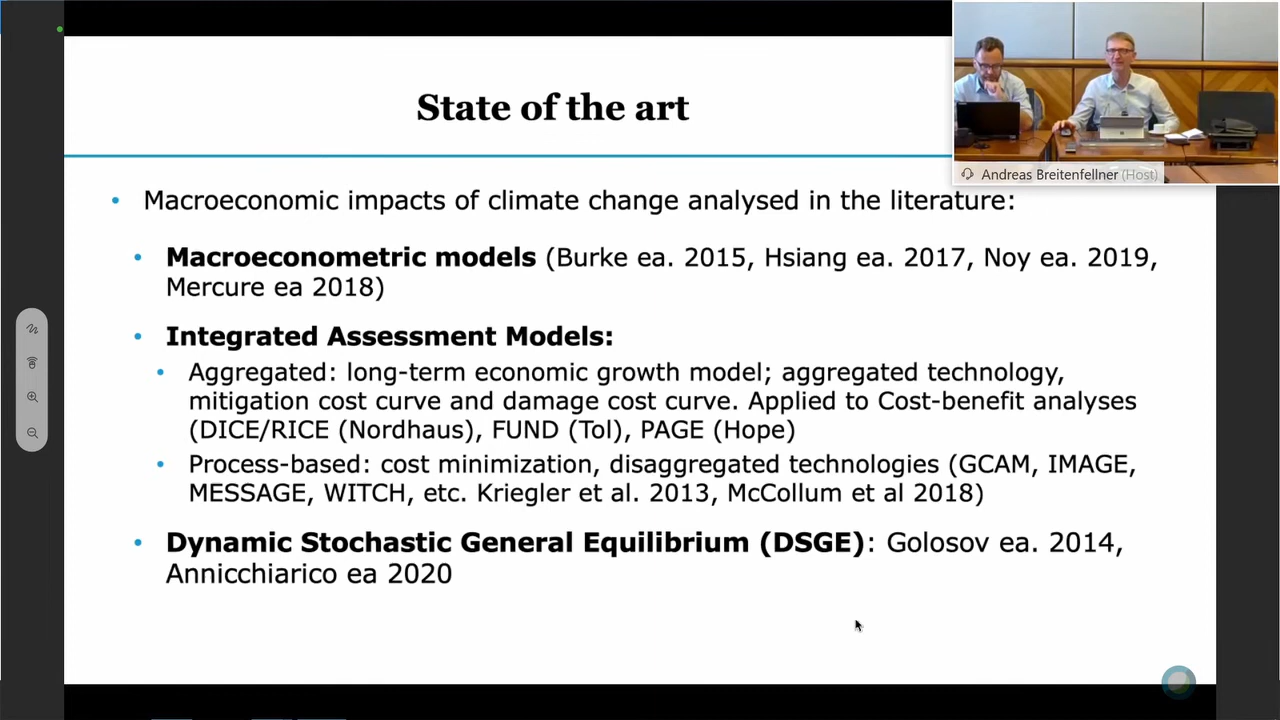 State of the art
Andreas Breitenfellner (Host)
• Macroeconomic impacts of climate change analysed in the literature:
• Macroeconometric models (Burke ea. 2015, Hsiang ea. 2017, Noy ea. 2019,
Mercure ea 2018)
• Integrated Assessment Models:
• Aggregated: long-term economic growth model; aggregated technology,
mitigation cost curve and damage cost curve. Applied to Cost-benefit analyses
(DICE/RICE (Nordhaus), FUND (Tol), PAGE (Hope)
• Process-based: cost minimization, disaggregated technologies (GCAM, IMAGE,
MESSAGE, WITCH, etc. Kriegler et al. 2013, McCollum et al 2018)
• Dynamic Stochastic General Equilibrium (DSGE): Golosov ea. 2014,
Annicchiarico ea 2020